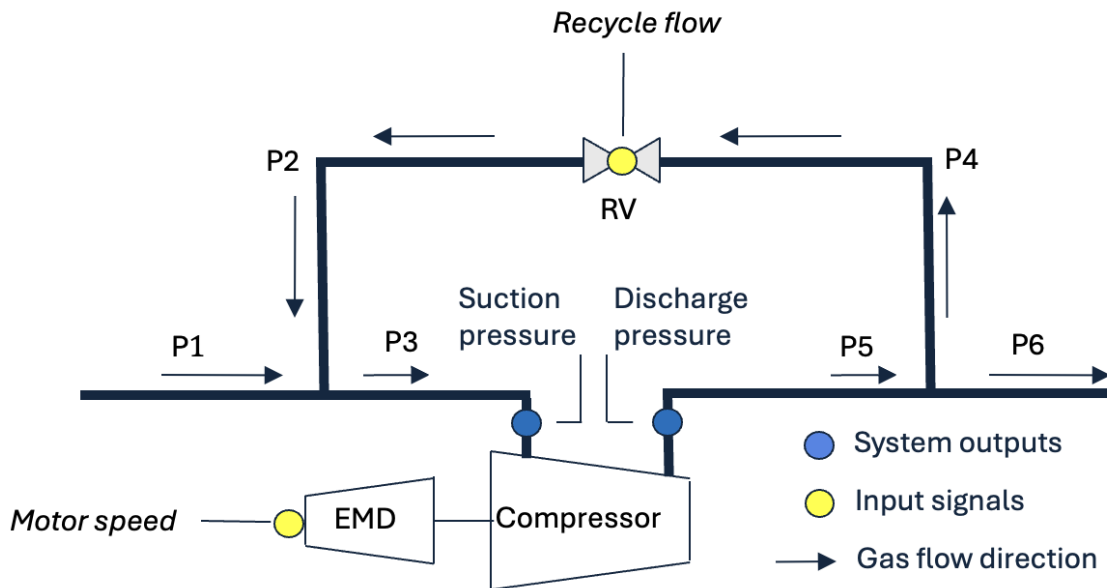 Recycle flow
P2
P4
RV
Suction
pressure
Discharge
pressure
P1
P3
P5
P6
System outputs
Motor speed
EMD
Compressor
Input signals
Gas flow direction